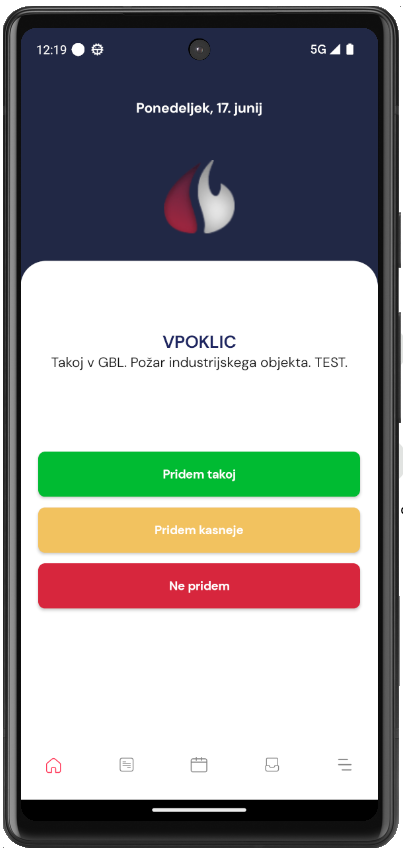 12:19
5G
Ponedeljek, 17. junij
VPOKLIC
Takoj v GBL. Požar industrijskega objekta. TEST.
Pridem takoj
Pridem kasneje
Ne pridem